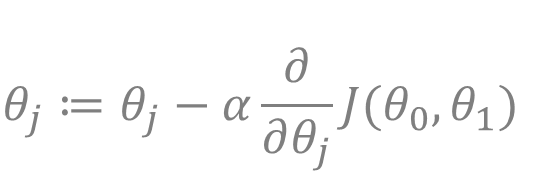 θⱼ := θⱼ − α ∂/∂θⱼ J(θ₀, θ₁)